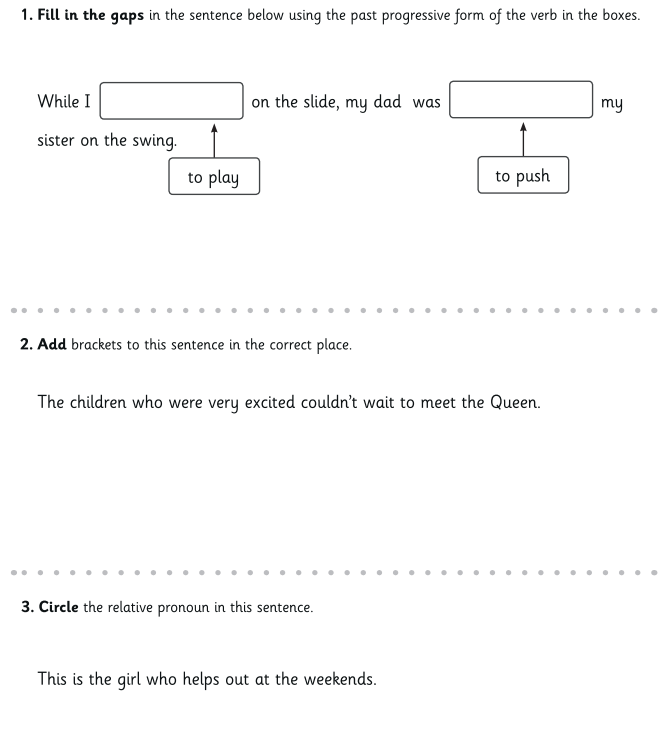 1. Fill in the gaps in the sentence below using the past progressive form of the verb in the boxes.
While I on the slide, my dad was my
sister on the swing.
to play
to push
2. Add brackets to this sentence in the correct place.
The children who were very excited couldn't wait to meet the Queen.
3. Circle the relative pronoun in this sentence.
This is the girl who helps out at the weekends.